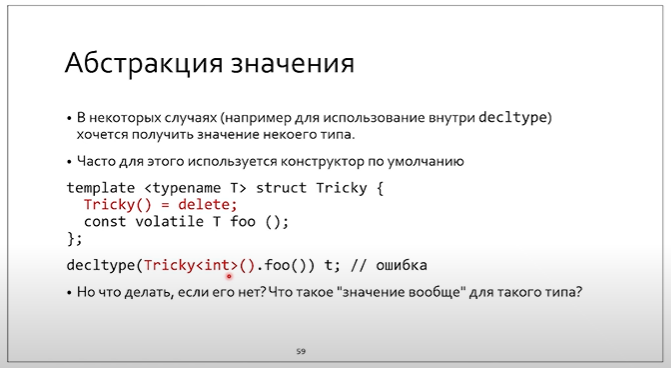 Абстракция значения
• В некоторых случаях (например для использование внутри decltype)
хочется получить значение некоего типа.
• Часто для этого используется конструктор по умолчанию
template <typename T> struct Tricky {
Tricky() = delete;
const volatile T foo ();
};
decltype(Tricky<int>().foo()) t; // ошибка
• Но что делать, если его нет? Что такое "значение вообще" для такого типа?
59